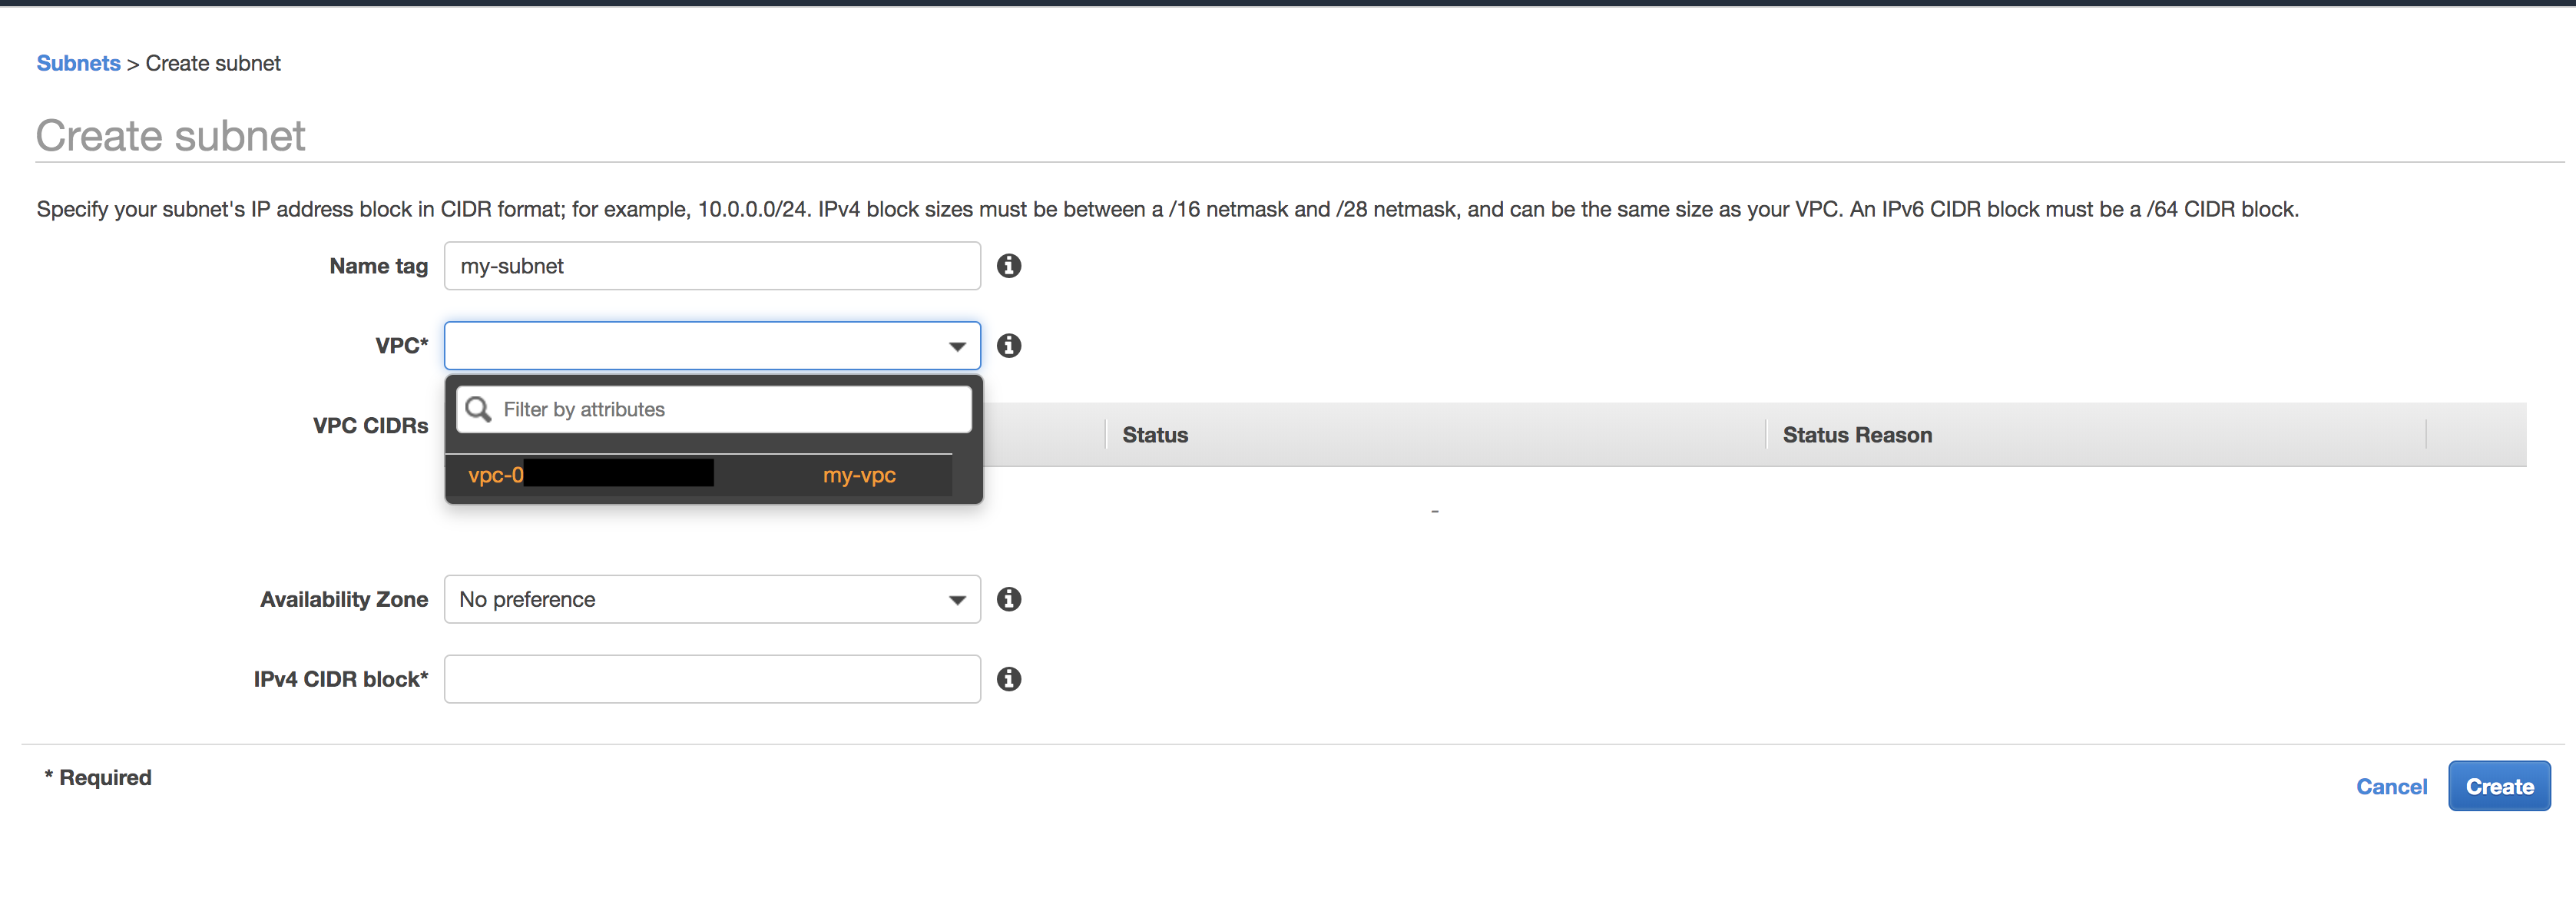 Subnets > Create subnet
Create subnet
Specify your subnet's IP address block in CIDR format; for example, 10.0.0.0/24. IPv4 block sizes must be between a /16 netmask and /28 netmask, and can be the same size as your VPC. An IPv6 CIDR block must be a /64 CIDR block.
Name tag my-subnet
VPC*
Filter by attributes
VPC CIDRs Status Status Reason
vpc-0 my-vpc
-
Availability Zone No preference
IPv4 CIDR block*
* Required
Cancel Create